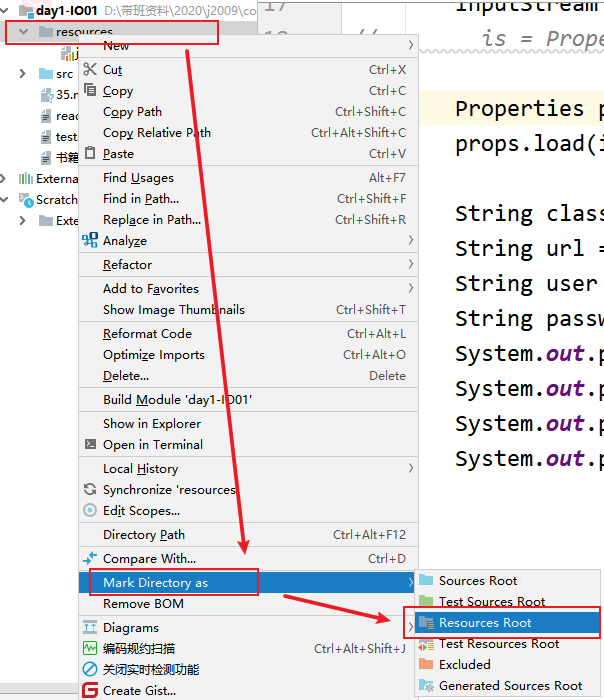 day1-IO01 D:\带班资料\2020\j2009\co
resources
src
35.
rea
test
书籍
Externa
Scratch
Exte
New
Cut Ctrl+X
Copy Ctrl+C
Copy Path Ctrl+Shift+C
Copy Relative Path Ctrl+Alt+Shift+C
Paste Ctrl+V
Find Usages Alt+F7
Find in Path... Ctrl+Shift+F
Replace in Path... Ctrl+Shift+R
Analyze
Refactor
Add to Favorites
Show Image Thumbnails Ctrl+Shift+T
Reformat Code Ctrl+Alt+L
Optimize Imports Ctrl+Alt+O
Delete... Delete
Build Module 'day1-IO01'
Show in Explorer
Open in Terminal
Local History
Synchronize 'resources'
Edit Scopes...
Directory Path Ctrl+Alt+F12
Compare With... Ctrl+D
Mark Directory as
Remove BOM
Diagrams
编码规约扫描 Ctrl+Alt+Shift+J
关闭实时检测功能
Create Gist...
Sources Root
Test Sources Root
Resources Root
Test Resources Root
Excluded
Generated Sources Root
17
InputStream
//
is = Prope
Properties p
props.load(i
String class
String url =
String user
String passw
System.out.p
System.out.p
System.out.p
System.out.p